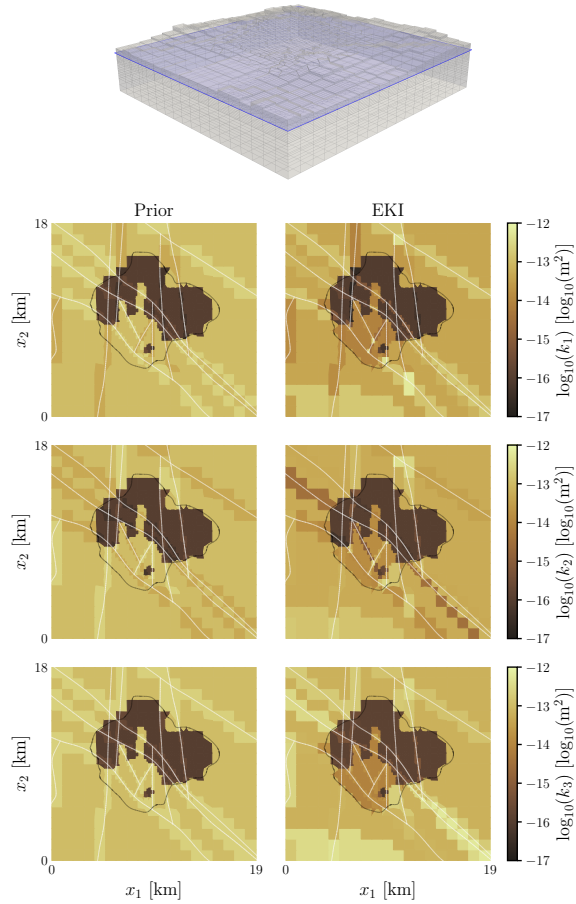 Prior
EKI
18
x₂ [km]
0
−12
−13
−14
−15
−16
−17
log₁₀(k₁) [log₁₀(m²)]
18
x₂ [km]
0
−12
−13
−14
−15
−16
−17
log₁₀(k₂) [log₁₀(m²)]
18
x₂ [km]
0
−12
−13
−14
−15
−16
−17
log₁₀(k₃) [log₁₀(m²)]
0
19
0
19
x₁ [km]
x₁ [km]